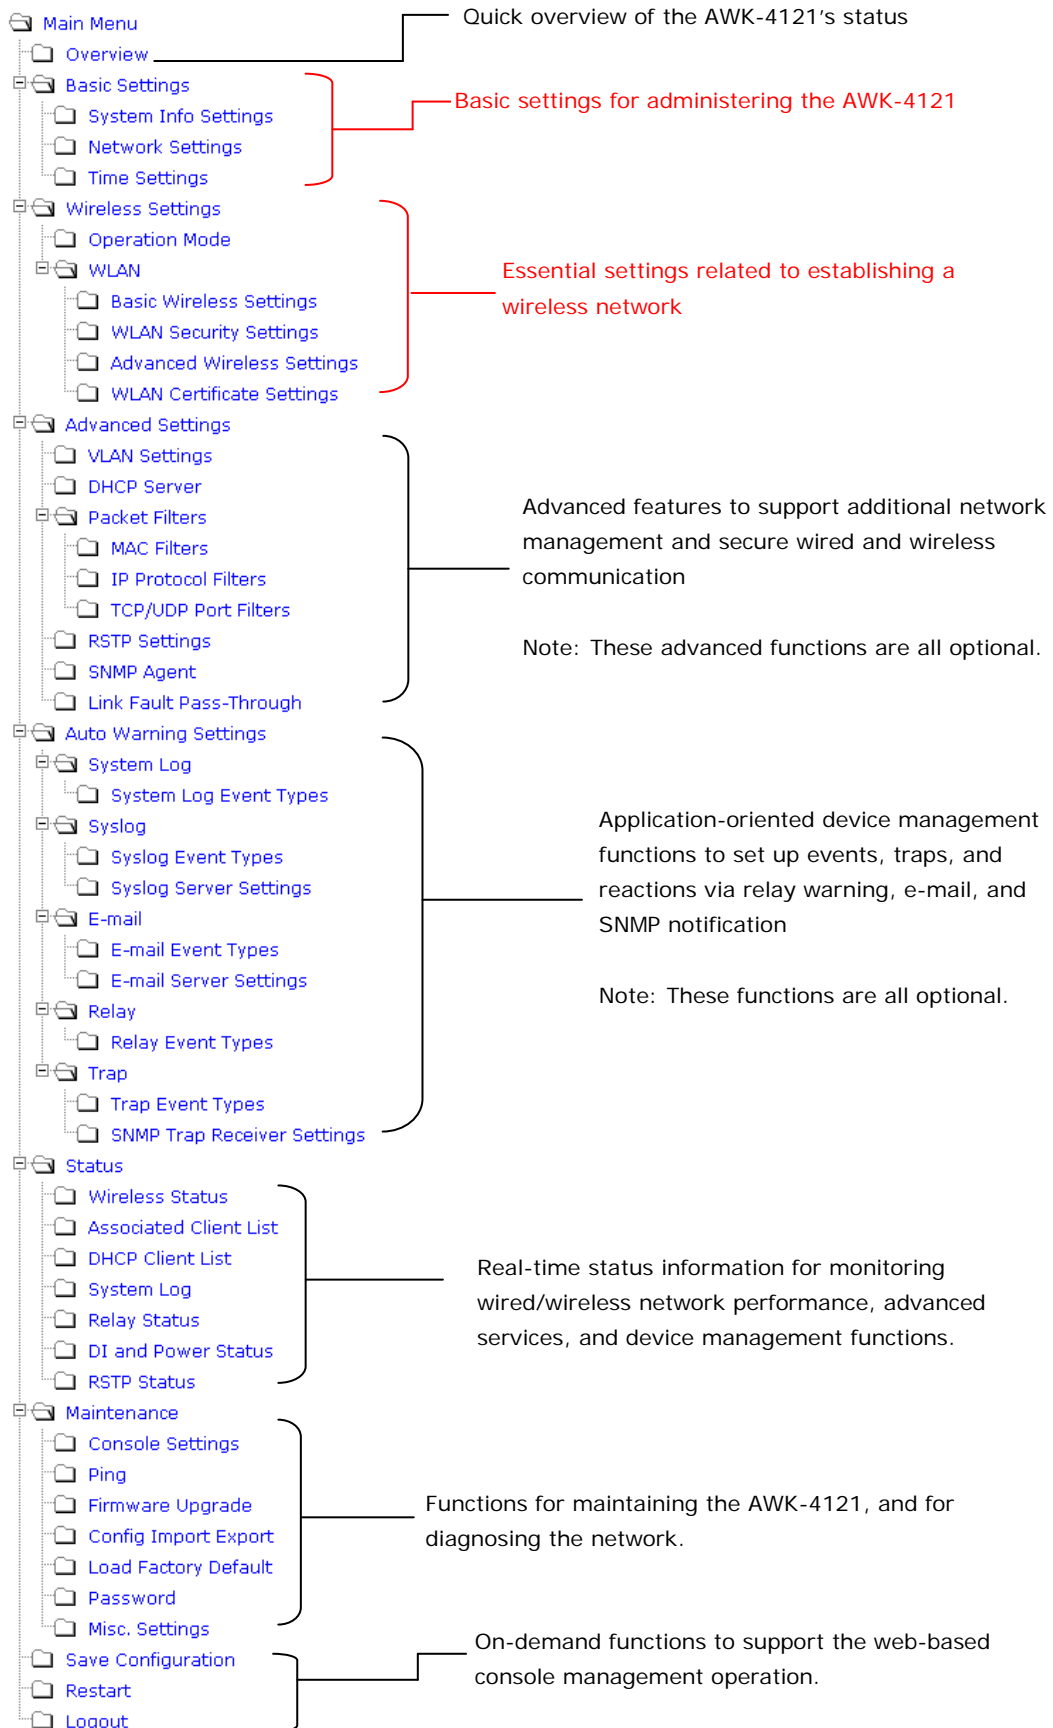 Main Menu
Quick overview of the AWK-4121's status
Overview
Basic Settings
Basic settings for administering the AWK-4121
System Info Settings
Network Settings
Time Settings
Wireless Settings
Operation Mode
WLAN
Essential settings related to establishing a
wireless network
Basic Wireless Settings
WLAN Security Settings
Advanced Wireless Settings
WLAN Certificate Settings
Advanced Settings
VLAN Settings
DHCP Server
Packet Filters
MAC Filters
IP Protocol Filters
TCP/UDP Port Filters
RSTP Settings
SNMP Agent
Link Fault Pass-Through
Advanced features to support additional network
management and secure wired and wireless
communication
Note: These advanced functions are all optional.
Auto Warning Settings
System Log
System Log Event Types
Syslog
Syslog Event Types
Syslog Server Settings
E-mail
E-mail Event Types
E-mail Server Settings
Relay
Relay Event Types
Trap
Trap Event Types
SNMP Trap Receiver Settings
Application-oriented device management
functions to set up events, traps, and
reactions via relay warning, e-mail, and
SNMP notification
Note: These functions are all optional.
Status
Wireless Status
Associated Client List
DHCP Client List
System Log
Relay Status
DI and Power Status
RSTP Status
Real-time status information for monitoring
wired/wireless network performance, advanced
services, and device management functions.
Maintenance
Console Settings
Ping
Firmware Upgrade
Config Import Export
Load Factory Default
Password
Misc. Settings
Functions for maintaining the AWK-4121, and for
diagnosing the network.
Save Configuration
Restart
Logout
On-demand functions to support the web-based
console management operation.